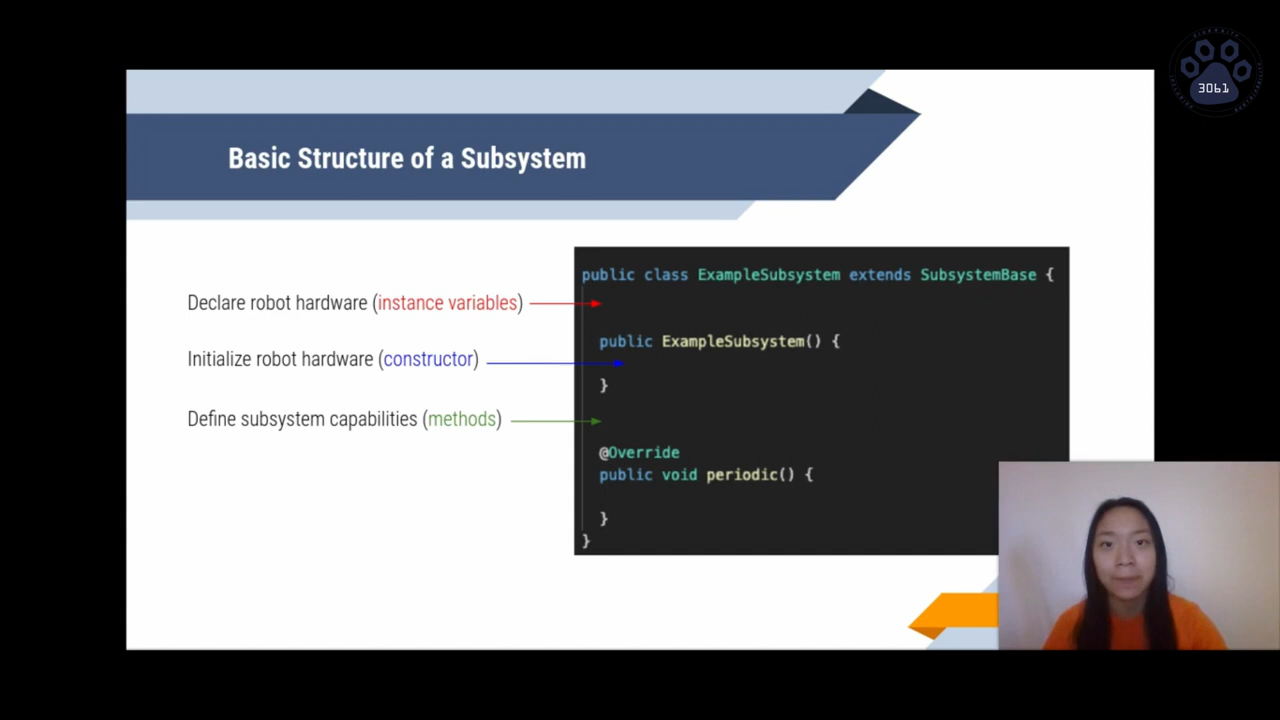 3061
Basic Structure of a Subsystem
Declare robot hardware (instance variables)
Initialize robot hardware (constructor)
Define subsystem capabilities (methods)
public class ExampleSubsystem extends SubsystemBase {
public ExampleSubsystem() {
}
@Override
public void periodic() {
}
}